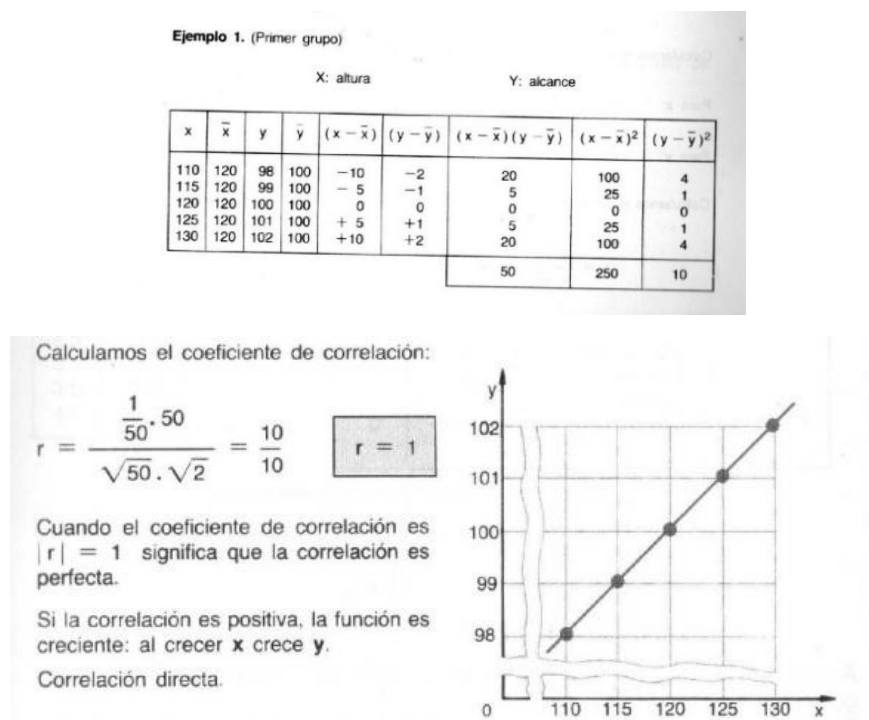 Ejemplo 1. (Primer grupo)
X: altura Y: alcance
x x̄ y ȳ (x − x̄) (y − ȳ) (x − x̄)(y − ȳ) (x − x̄)² (y − ȳ)²
110 120 98 100 −10 −2 20 100 4
115 120 99 100 − 5 −1 5 25 1
120 120 100 100 0 0 0 0 0
125 120 101 100 + 5 +1 5 25 1
130 120 102 100 +10 +2 20 100 4
50 250 10
Calculamos el coeficiente de correlación:
r = (1/50 . 50) / (√50 . √2) = 10/10
r = 1
Cuando el coeficiente de correlación es
|r| = 1 significa que la correlación es
perfecta.
Si la correlación es positiva, la función es
creciente: al crecer x crece y.
Correlación directa.
y
102
101
100
99
98
0 110 115 120 125 130 x